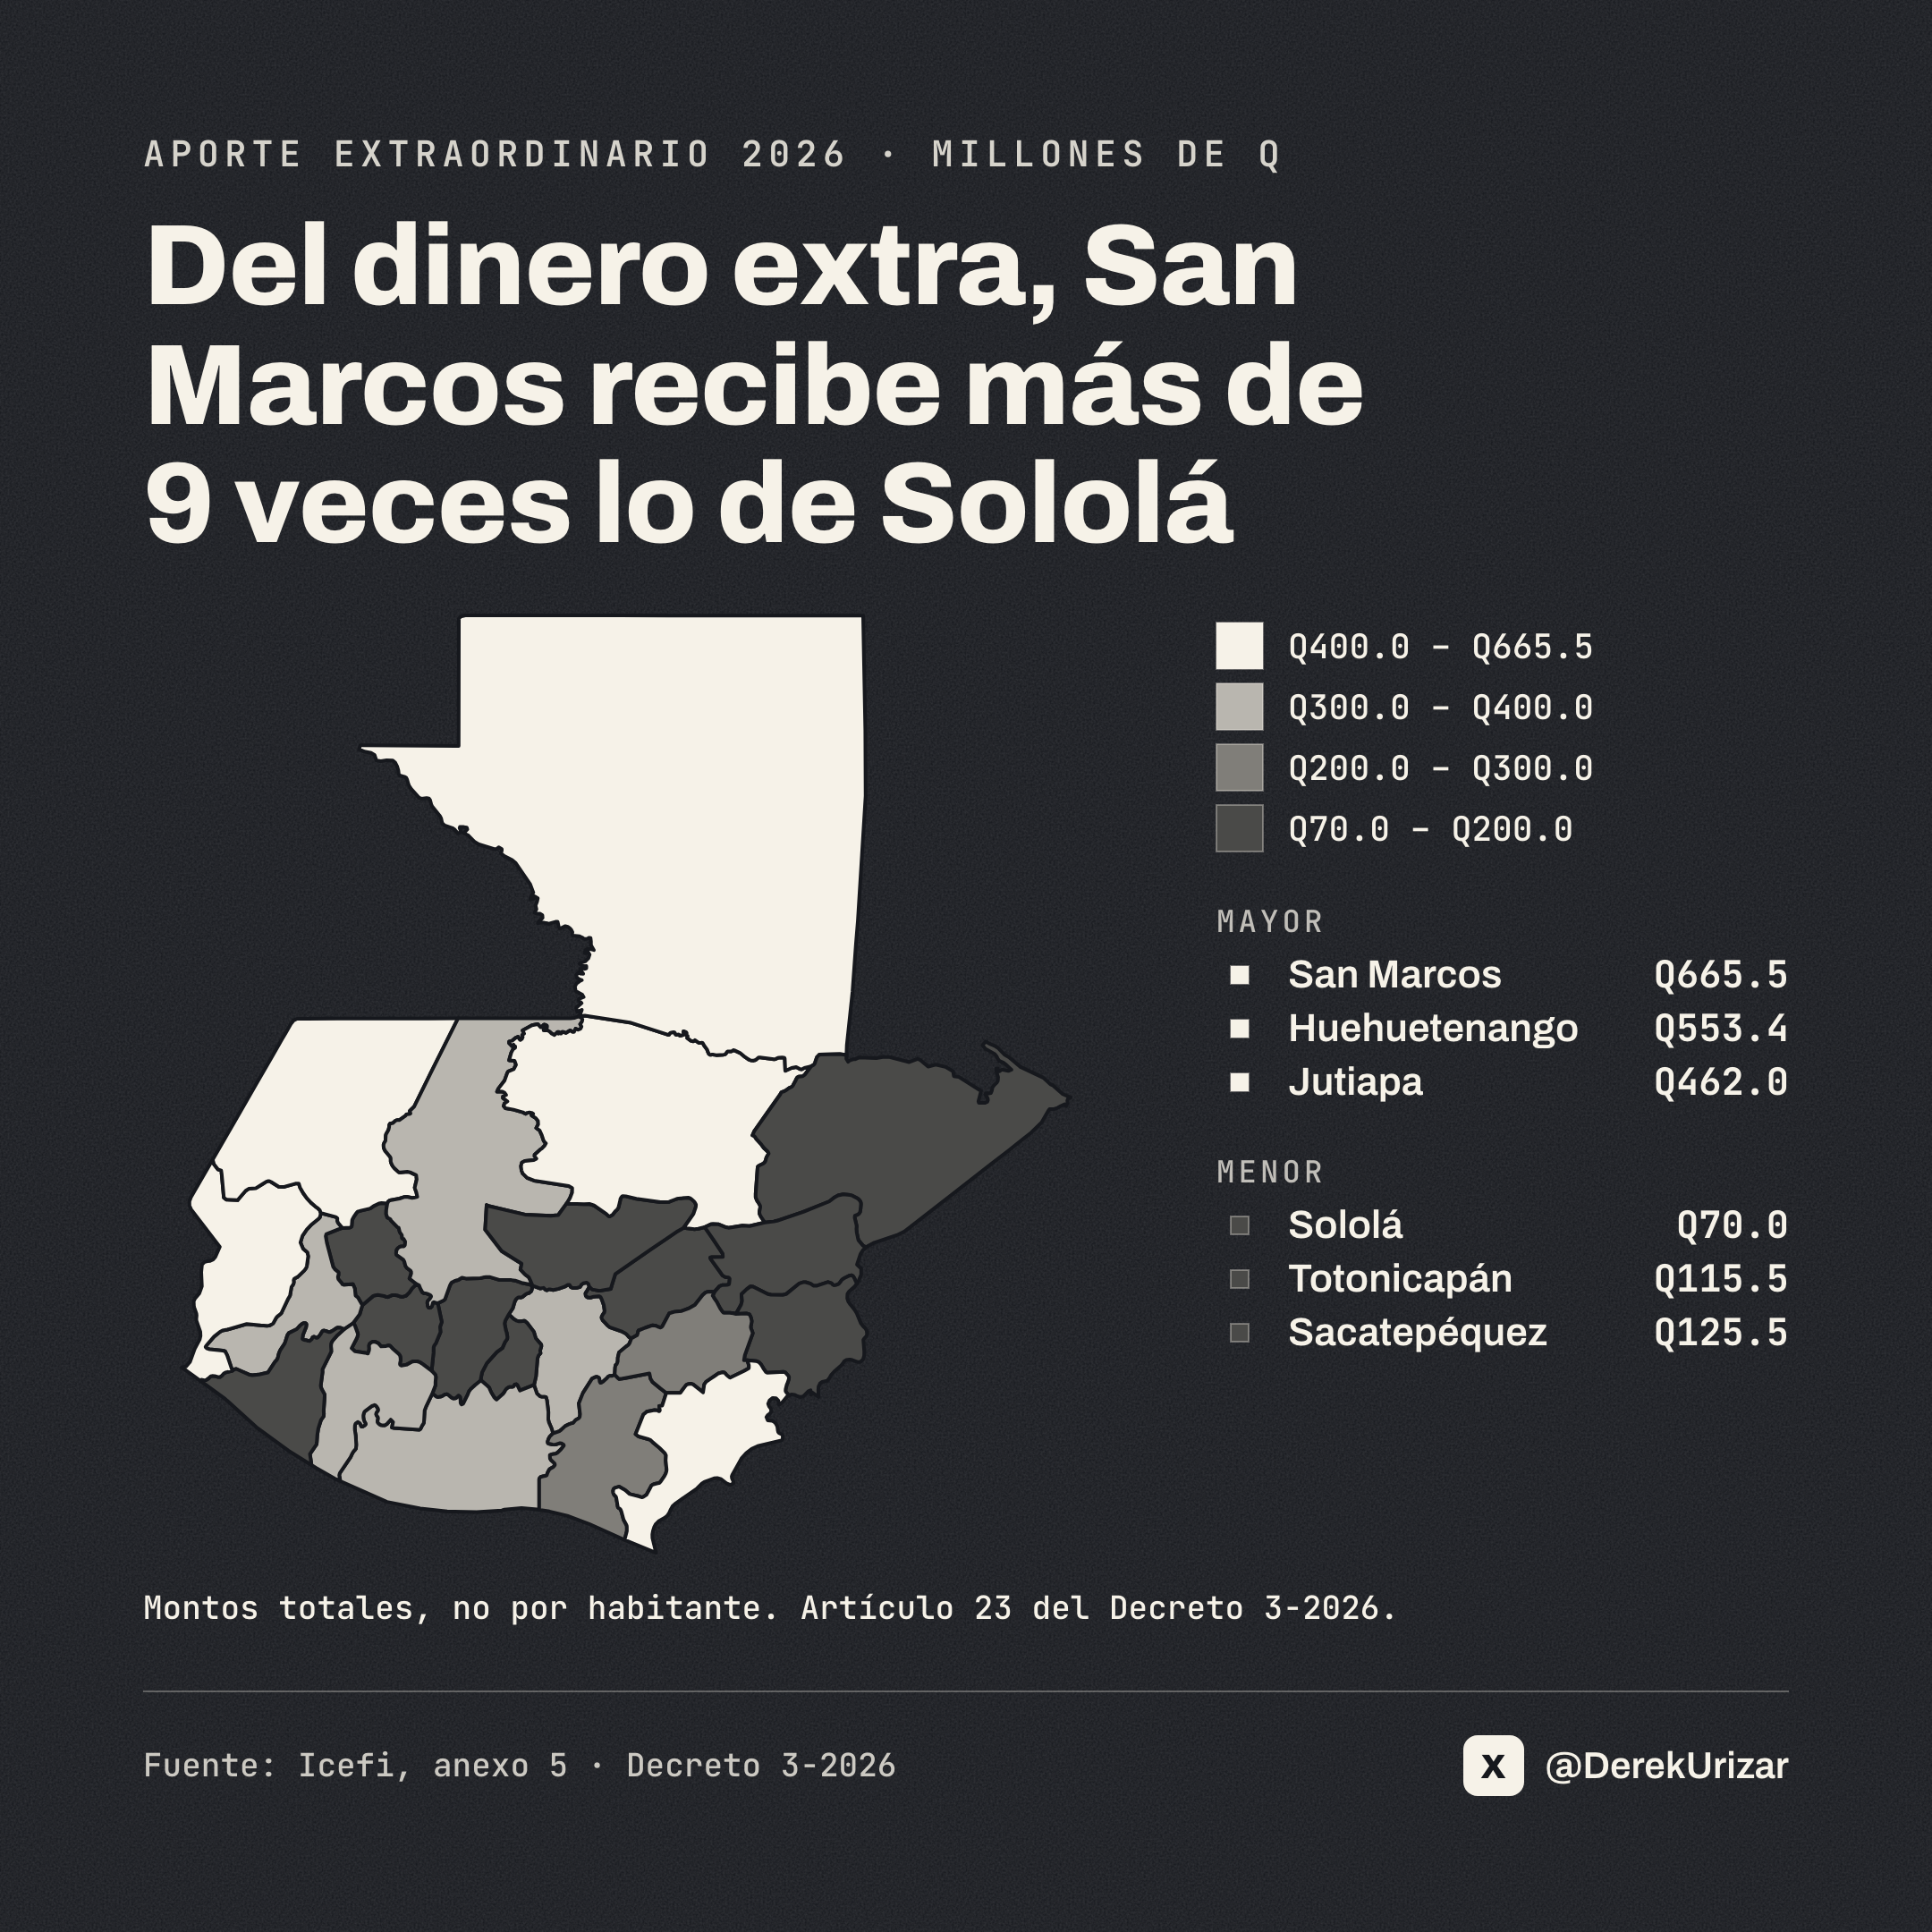 APORTE EXTRAORDINARIO 2026 · MILLONES DE Q
Del dinero extra, San
Marcos recibe más de
9 veces lo de Sololá
Q400.0 – Q665.5
Q300.0 – Q400.0
Q200.0 – Q300.0
Q70.0 – Q200.0
MAYOR
San Marcos Q665.5
Huehuetenango Q553.4
Jutiapa Q462.0
MENOR
Sololá Q70.0
Totonicapán Q115.5
Sacatepéquez Q125.5
Montos totales, no por habitante. Artículo 23 del Decreto 3-2026.
Fuente: Icefi, anexo 5 · Decreto 3-2026
X @DerekUrizar